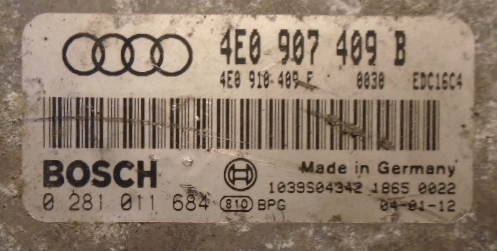 4E0 907 409 B
4E0 910 409 F 0030 EDC16C4
BOSCH
Made in Germany
1039S04342 1865 0022
0 281 011 684 810 BPG 04-01-12